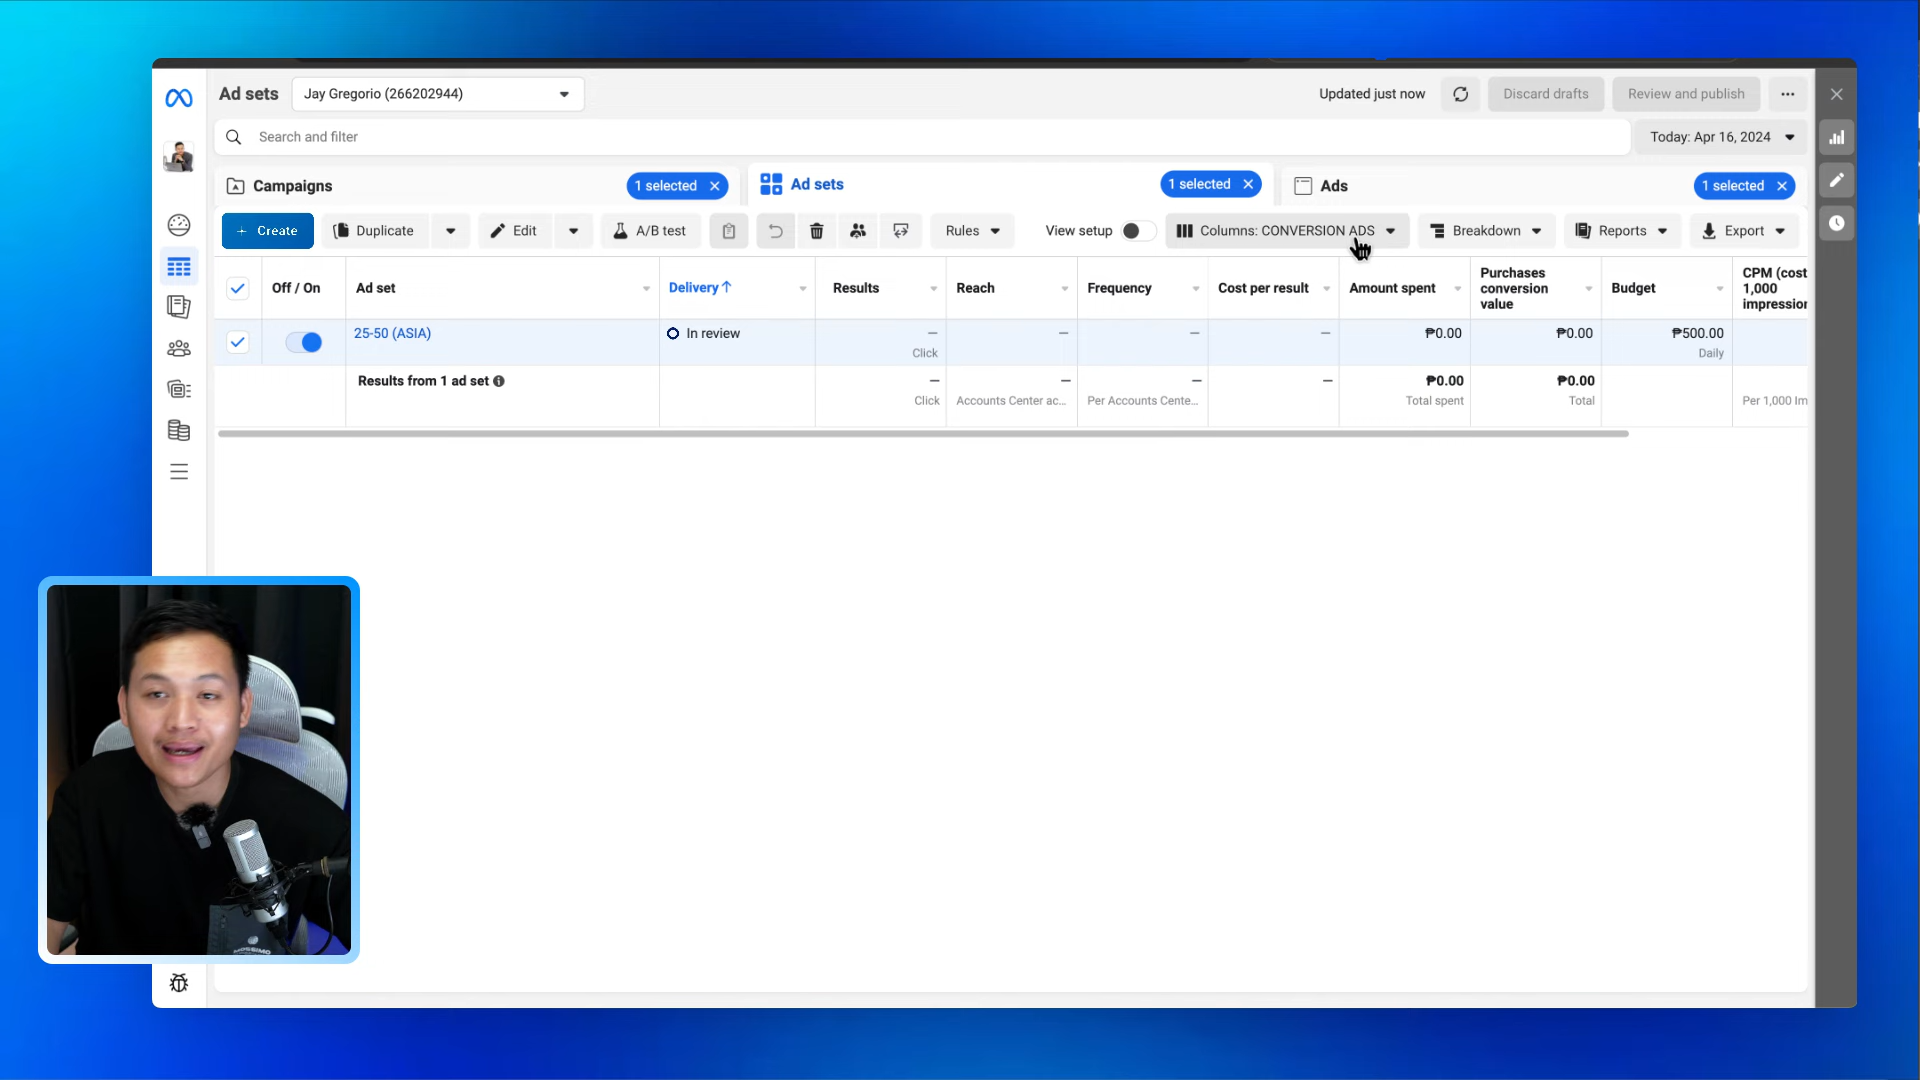 Ad sets
Jay Gregorio (266202944)
Updated just now
Discard drafts
Review and publish
Search and filter
Today: Apr 16, 2024
Campaigns
1 selected
Ad sets
1 selected
Ads
1 selected
+ Create
Duplicate
Edit
A/B test
Rules
View setup
Columns: CONVERSION ADS
Breakdown
Reports
Export
Off / On
Ad set
Delivery ↑
Results
Reach
Frequency
Cost per result
Amount spent
Purchases
conversion
value
Budget
CPM (cost
1,000
impression
25-50 (ASIA)
In review
—
Click
—
—
—
₱0.00
₱0.00
₱500.00
Daily
Results from 1 ad set
—
Click
—
Accounts Center ac...
—
Per Accounts Cente...
—
₱0.00
Total spent
₱0.00
Total
Per 1,000 Im
MOSSIMO